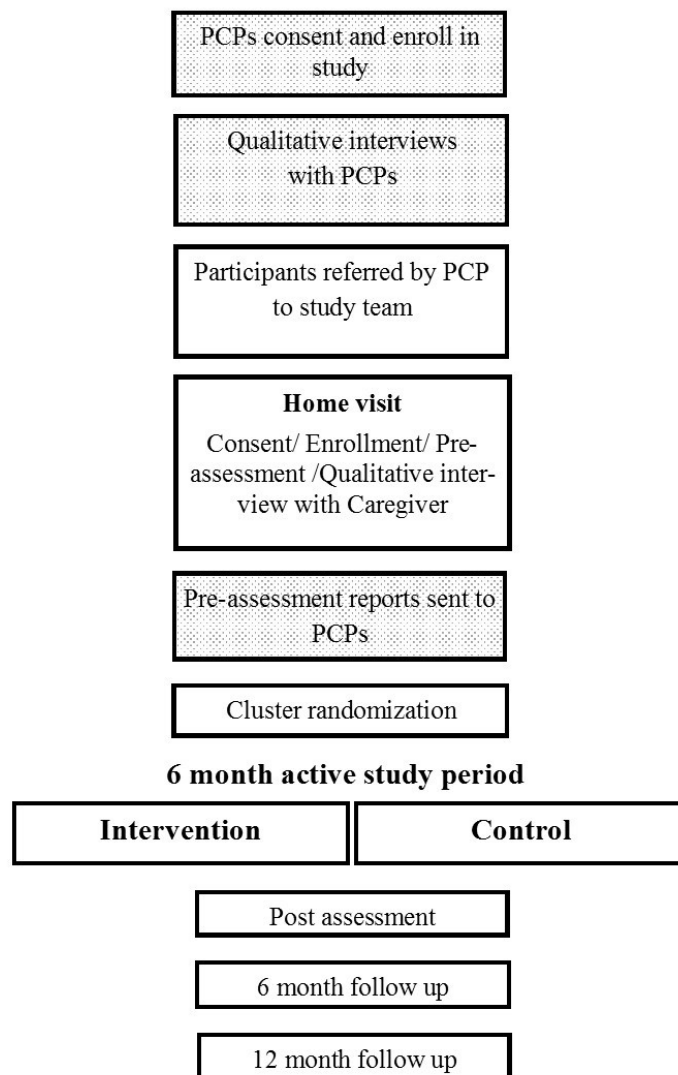 PCPs consent and enroll in
study
Qualitative interviews
with PCPs
Participants referred by PCP
to study team
Home visit
Consent/ Enrollment/ Pre-
assessment /Qualitative inter-
view with Caregiver
Pre-assessment reports sent to
PCPs
Cluster randomization
6 month active study period
Intervention
Control
Post assessment
6 month follow up
12 month follow up